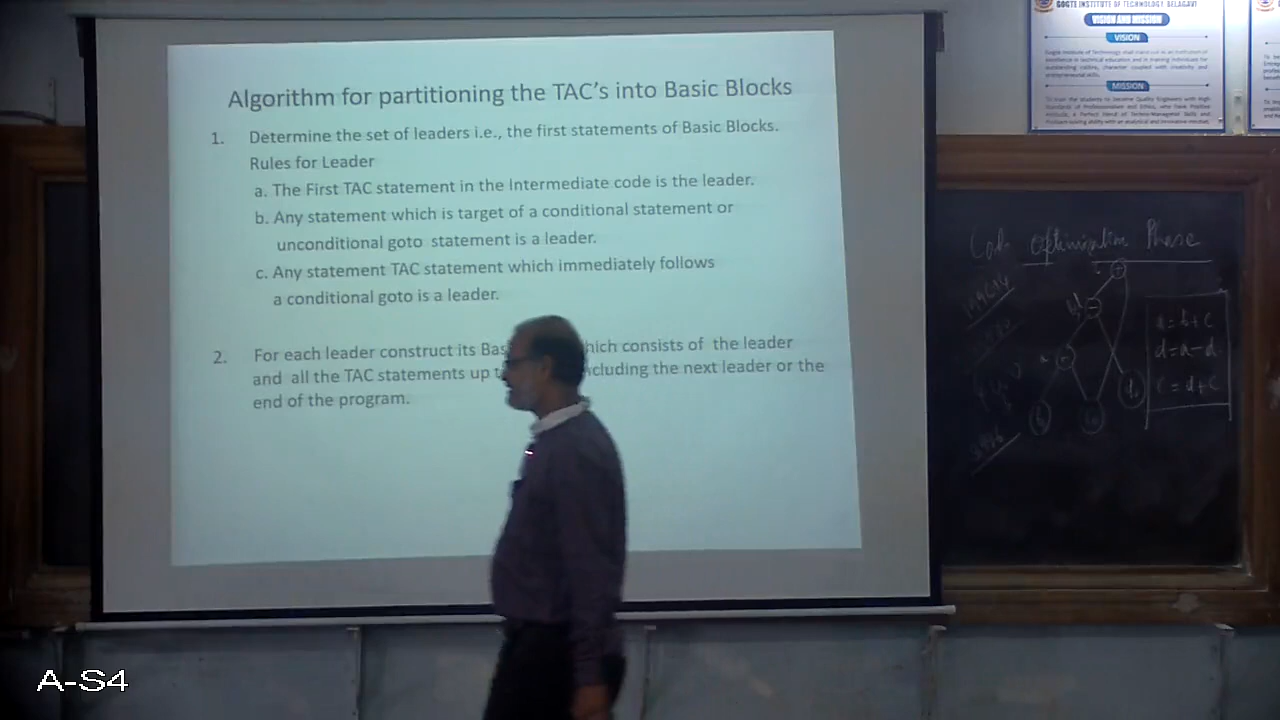 Algorithm for partitioning the TAC's into Basic Blocks
1. Determine the set of leaders i.e., the first statements of Basic Blocks.
Rules for Leader
a. The First TAC statement in the Intermediate code is the leader.
b. Any statement which is target of a conditional statement or
unconditional goto statement is a leader.
c. Any statement TAC statement which immediately follows
a conditional goto is a leader.
2. For each leader construct its Bas hich consists of the leader
and all the TAC statements up t cluding the next leader or the
end of the program.
GOGTE INSTITUTE OF TECHNOLOGY, BELAGAVI
VISION AND MISSION
VISION
MISSION
Code Optimization Phase
a = b + c
d = a - d
c = d + c
A-S4